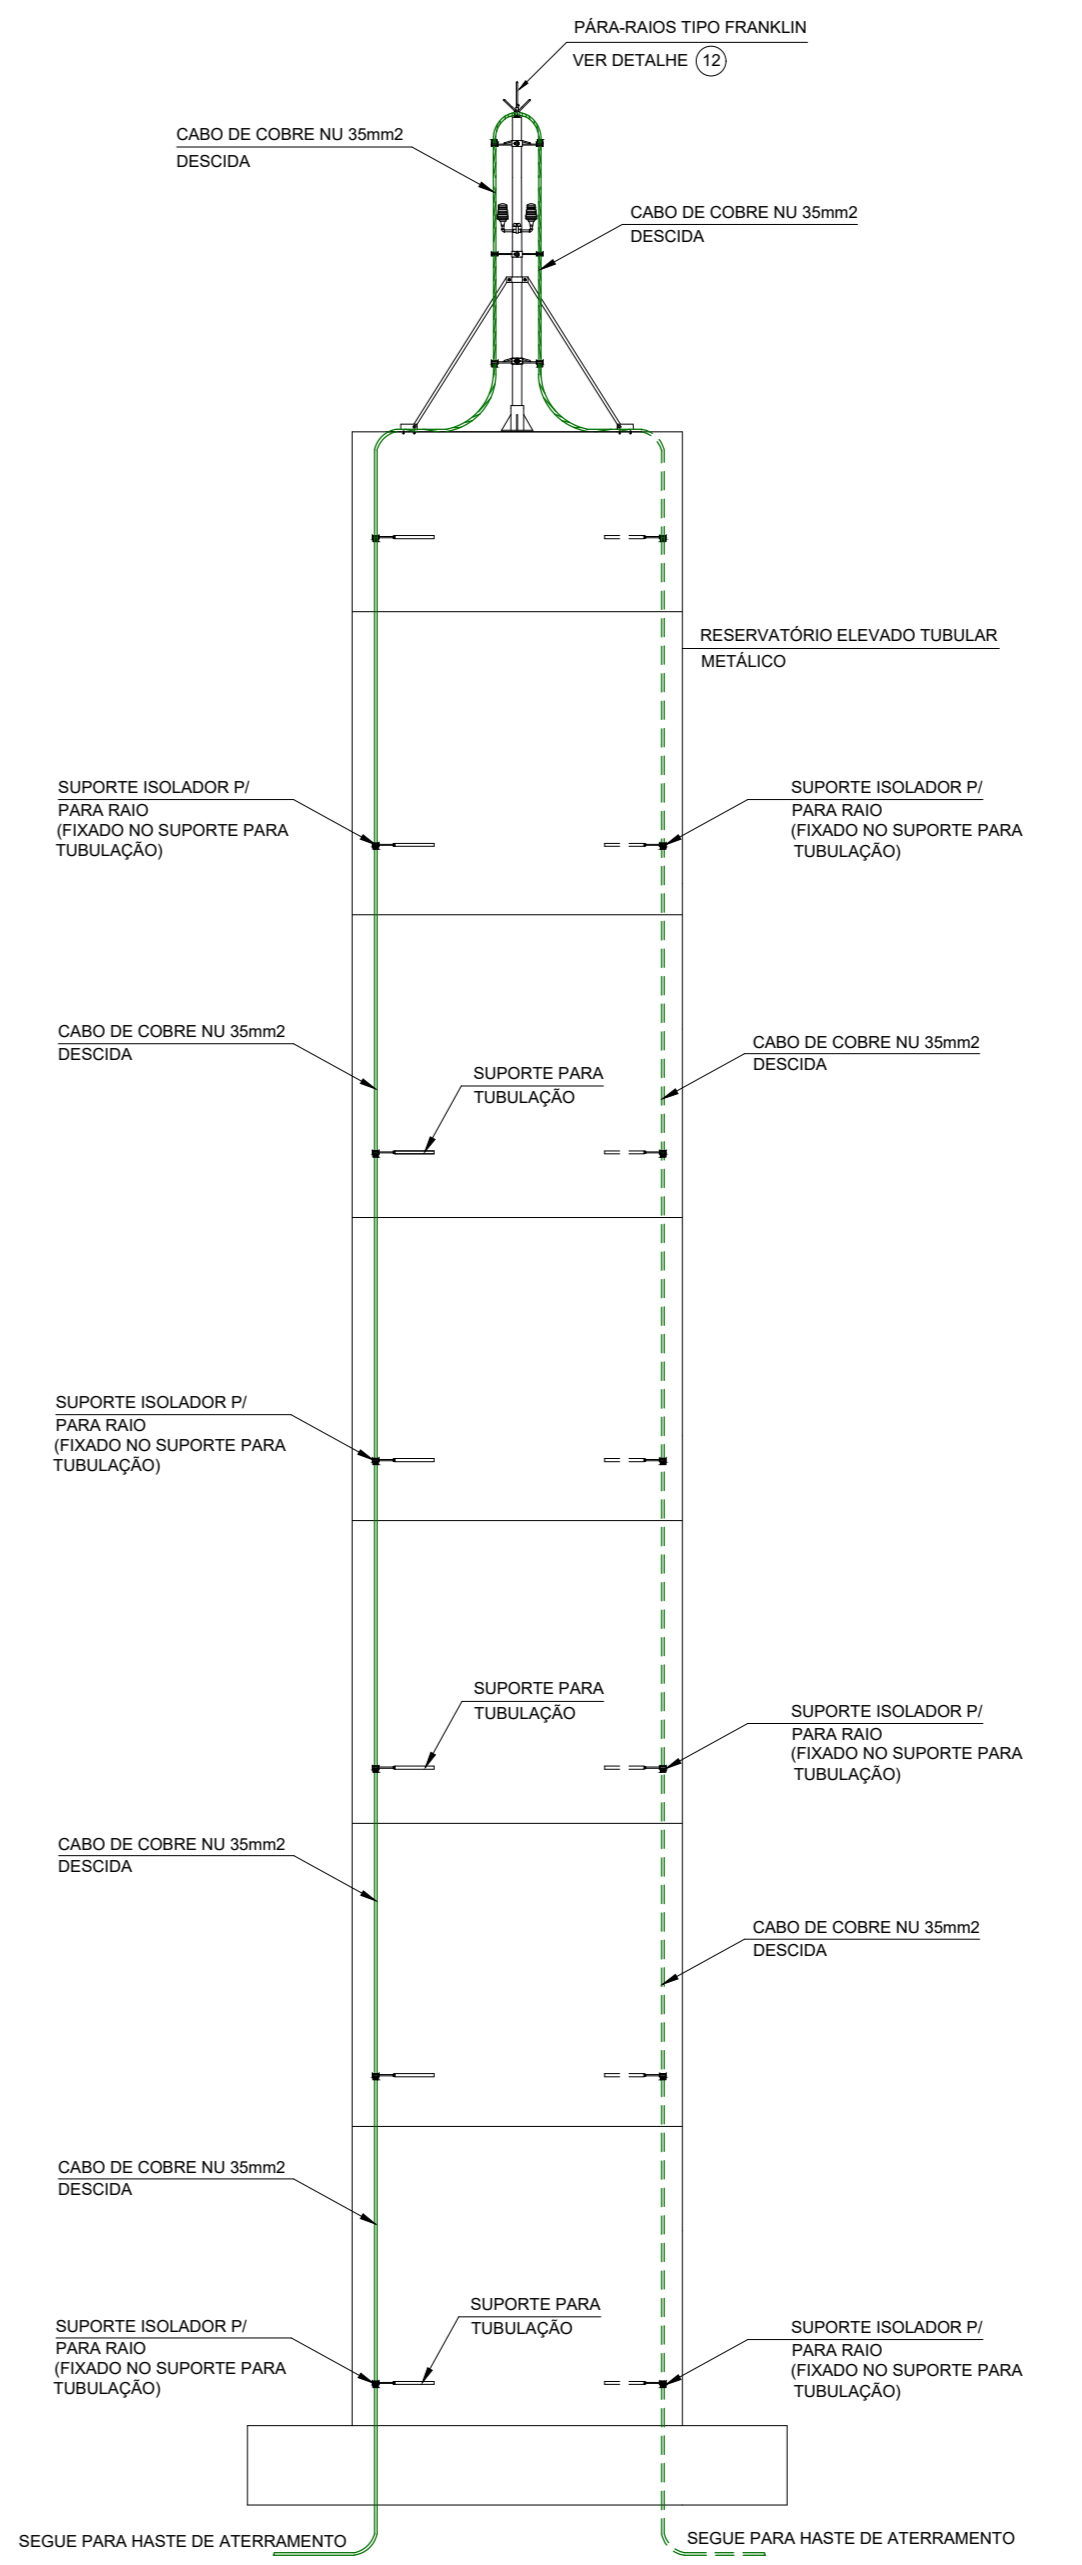 PÁRA-RAIOS TIPO FRANKLIN
VER DETALHE 12
CABO DE COBRE NU 35mm2
DESCIDA
CABO DE COBRE NU 35mm2
DESCIDA
RESERVATÓRIO ELEVADO TUBULAR
METÁLICO
SUPORTE ISOLADOR P/
PARA RAIO
(FIXADO NO SUPORTE PARA
TUBULAÇÃO)
SUPORTE ISOLADOR P/
PARA RAIO
(FIXADO NO SUPORTE PARA
TUBULAÇÃO)
CABO DE COBRE NU 35mm2
DESCIDA
CABO DE COBRE NU 35mm2
DESCIDA
SUPORTE PARA
TUBULAÇÃO
SUPORTE ISOLADOR P/
PARA RAIO
(FIXADO NO SUPORTE PARA
TUBULAÇÃO)
SUPORTE PARA
TUBULAÇÃO
SUPORTE ISOLADOR P/
PARA RAIO
(FIXADO NO SUPORTE PARA
TUBULAÇÃO)
CABO DE COBRE NU 35mm2
DESCIDA
CABO DE COBRE NU 35mm2
DESCIDA
CABO DE COBRE NU 35mm2
DESCIDA
SUPORTE PARA
TUBULAÇÃO
SUPORTE ISOLADOR P/
PARA RAIO
(FIXADO NO SUPORTE PARA
TUBULAÇÃO)
SUPORTE ISOLADOR P/
PARA RAIO
(FIXADO NO SUPORTE PARA
TUBULAÇÃO)
SEGUE PARA HASTE DE ATERRAMENTO
SEGUE PARA HASTE DE ATERRAMENTO